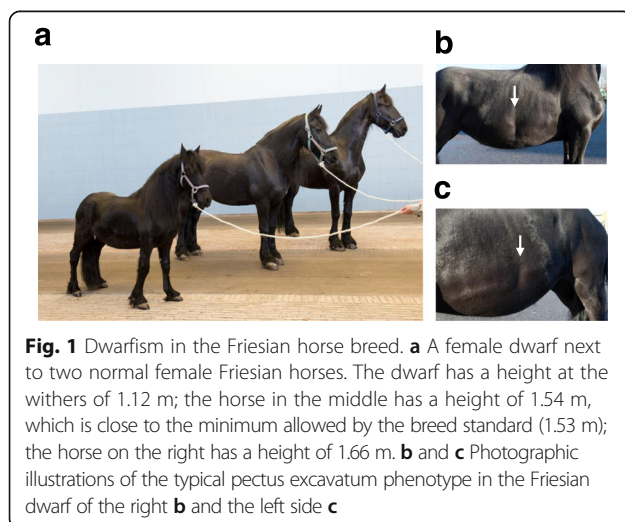 a
b
c
Fig. 1 Dwarfism in the Friesian horse breed. a A female dwarf next
to two normal female Friesian horses. The dwarf has a height at the
withers of 1.12 m; the horse in the middle has a height of 1.54 m,
which is close to the minimum allowed by the breed standard (1.53 m);
the horse on the right has a height of 1.66 m. b and c Photographic
illustrations of the typical pectus excavatum phenotype in the Friesian
dwarf of the right b and the left side c